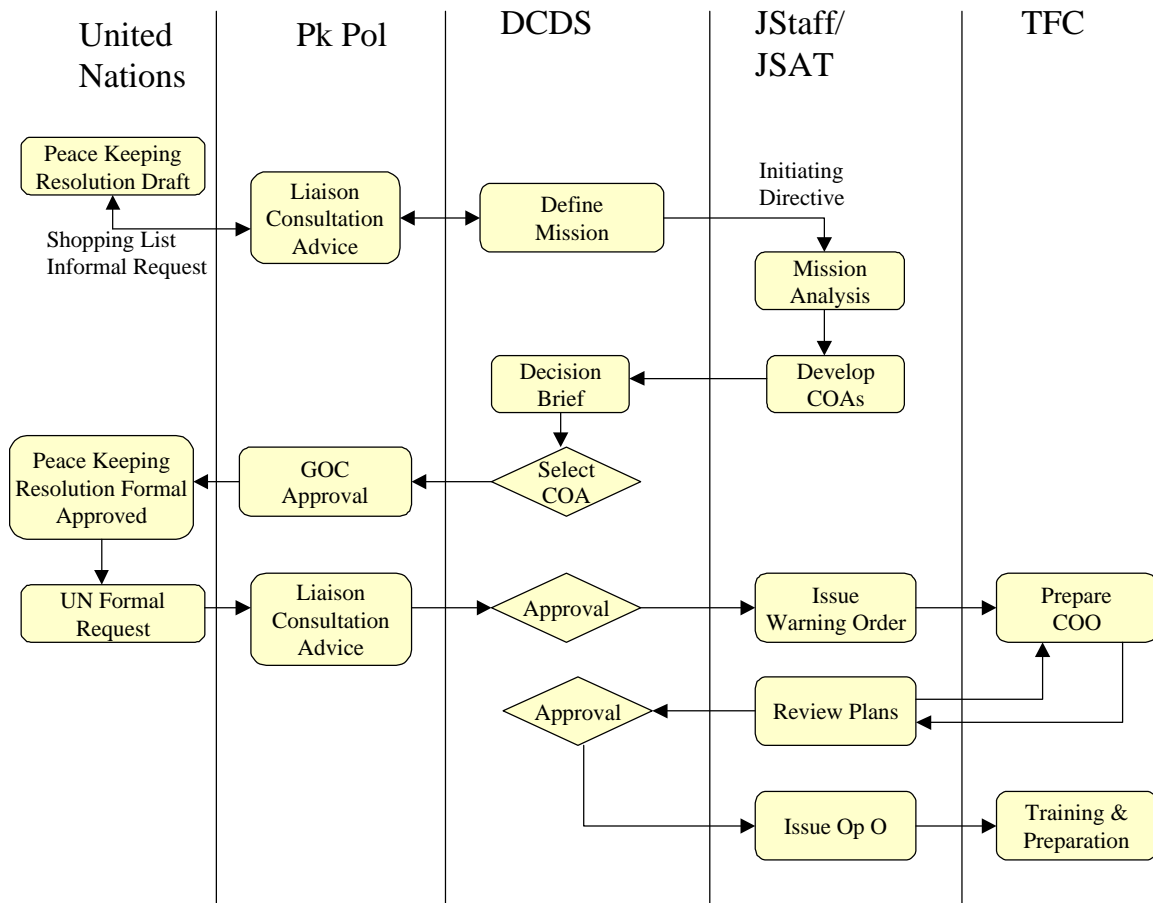 United
Nations
Pk Pol
DCDS
JStaff/
JSAT
TFC
Peace Keeping
Resolution Draft
Shopping List
Informal Request
Liaison
Consultation
Advice
Define
Mission
Initiating
Directive
Mission
Analysis
Decision
Brief
Develop
COAs
Peace Keeping
Resolution Formal
Approved
GOC
Approval
Select
COA
UN Formal
Request
Liaison
Consultation
Advice
Approval
Issue
Warning Order
Prepare
COO
Approval
Review Plans
Issue Op O
Training &
Preparation